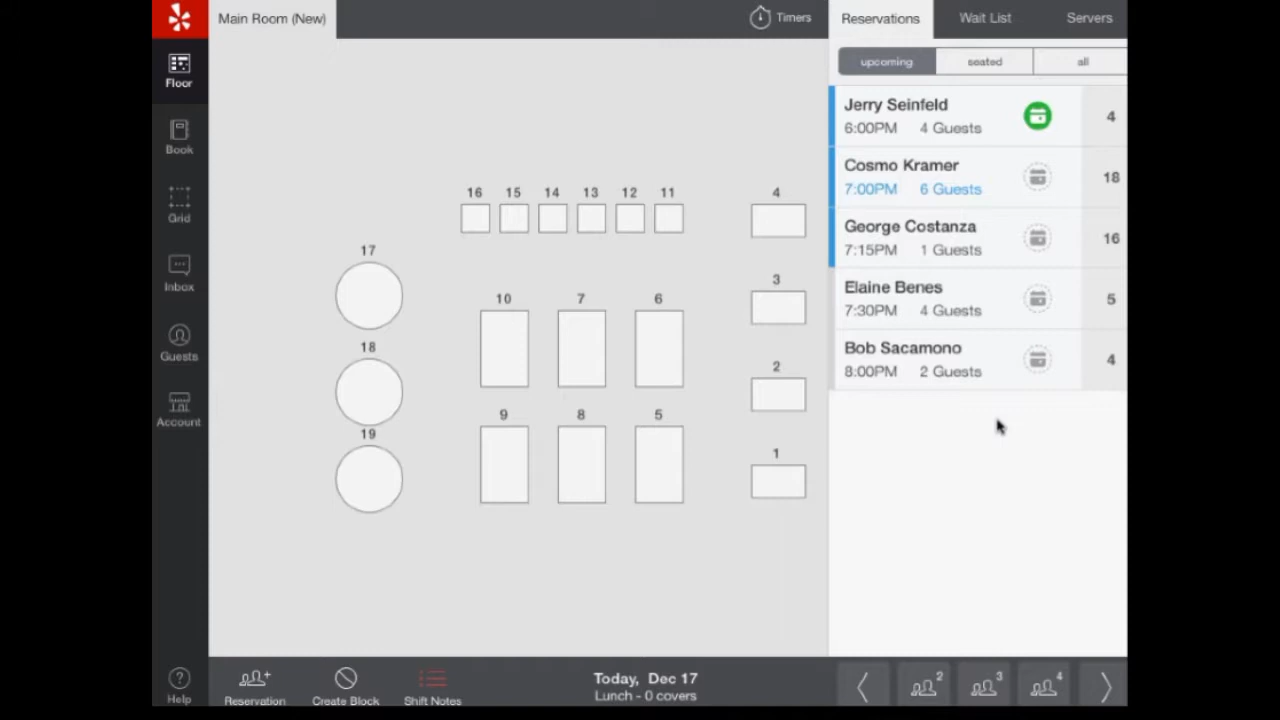 Main Room (New)
Timers
Reservations
Wait List
Servers
upcoming
seated
all
Floor
Book
Grid
Inbox
Guests
Account
Help
Jerry Seinfeld
6:00PM 4 Guests
4
Cosmo Kramer
7:00PM 6 Guests
18
George Costanza
7:15PM 1 Guests
16
Elaine Benes
7:30PM 4 Guests
5
Bob Sacamono
8:00PM 2 Guests
4
16 15 14 13 12 11 4
17
3
10 7 6
18
2
9 8 5
19
1
Reservation
Create Block
Shift Notes
Today, Dec 17
Lunch - 0 covers
2
3
4